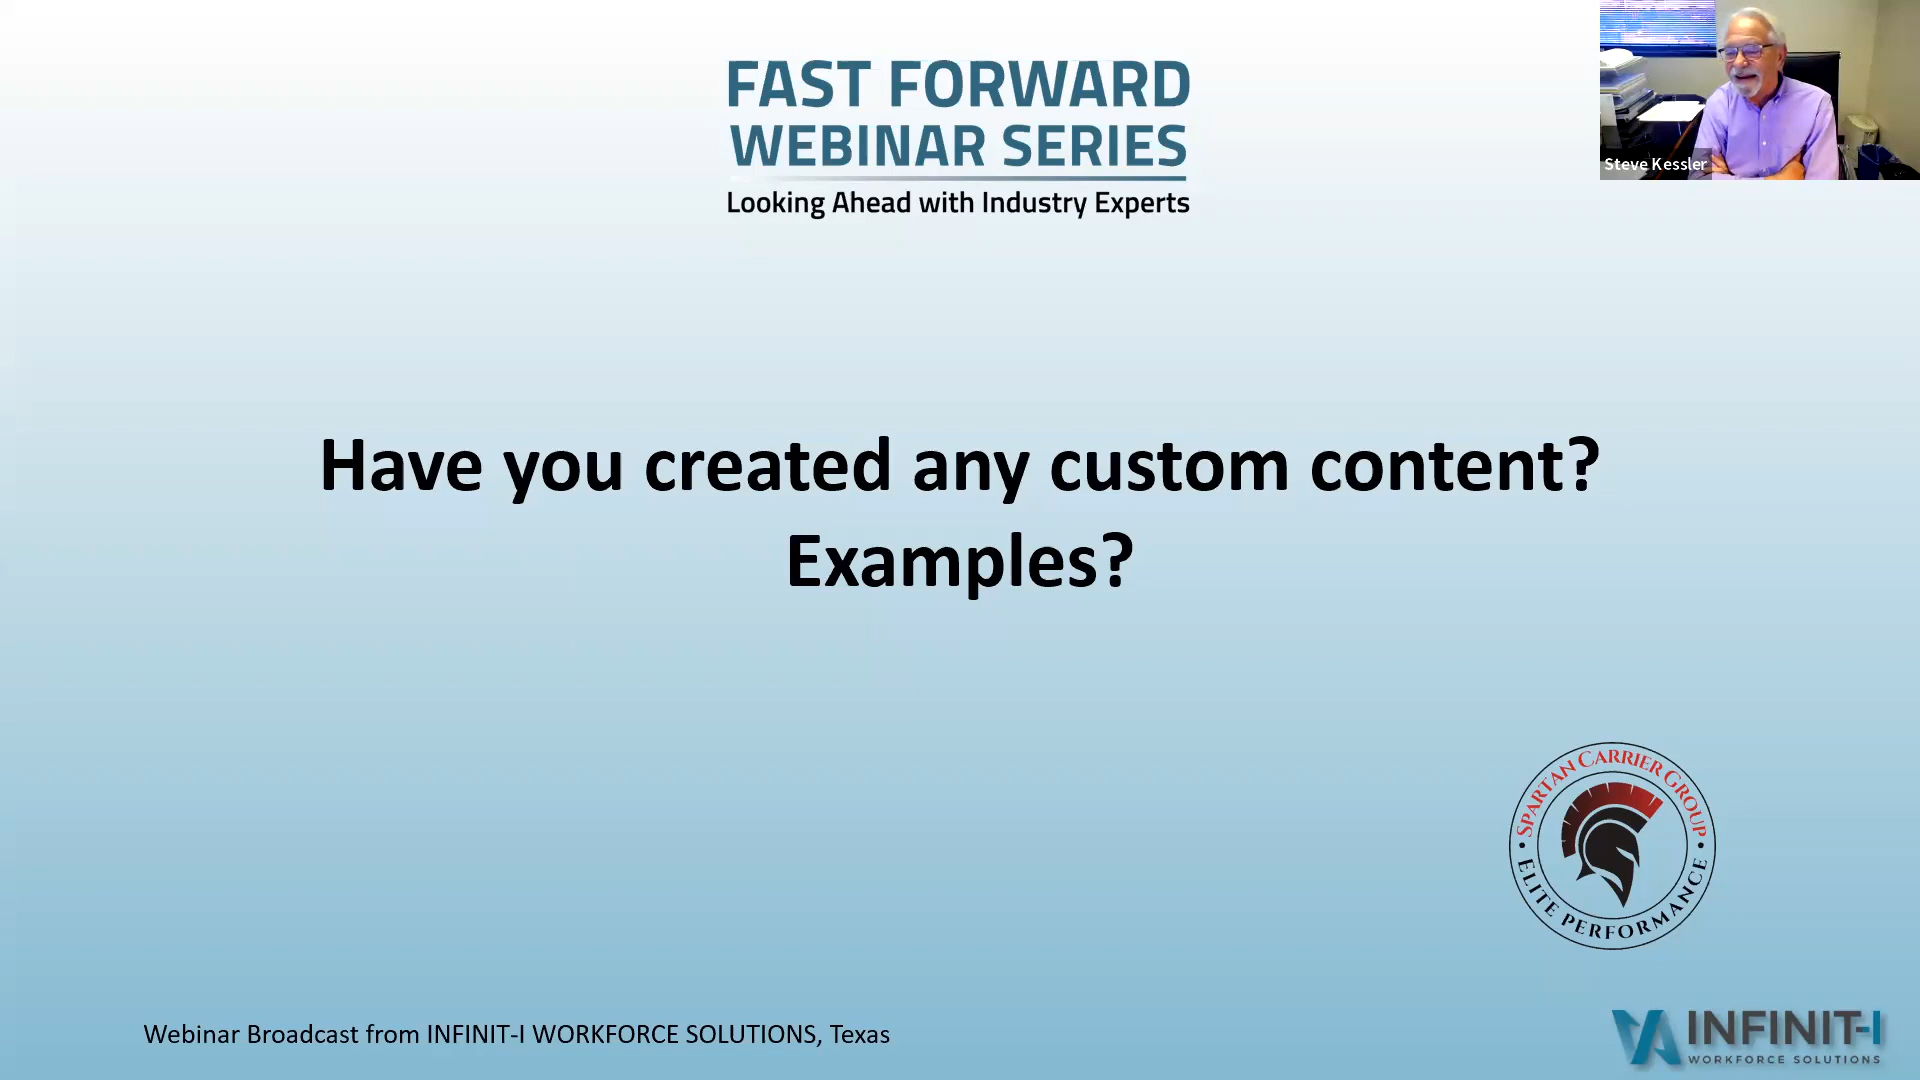 FAST FORWARD
WEBINAR SERIES
Looking Ahead with Industry Experts
Steve Kessler
Have you created any custom content?
Examples?
SPARTAN CARRIER GROUP
• ELITE PERFORMANCE •
Webinar Broadcast from INFINIT-I WORKFORCE SOLUTIONS, Texas
INFINIT-I
WORKFORCE SOLUTIONS